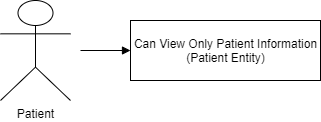 Can View Only Patient Information
(Patient Entity)
Patient